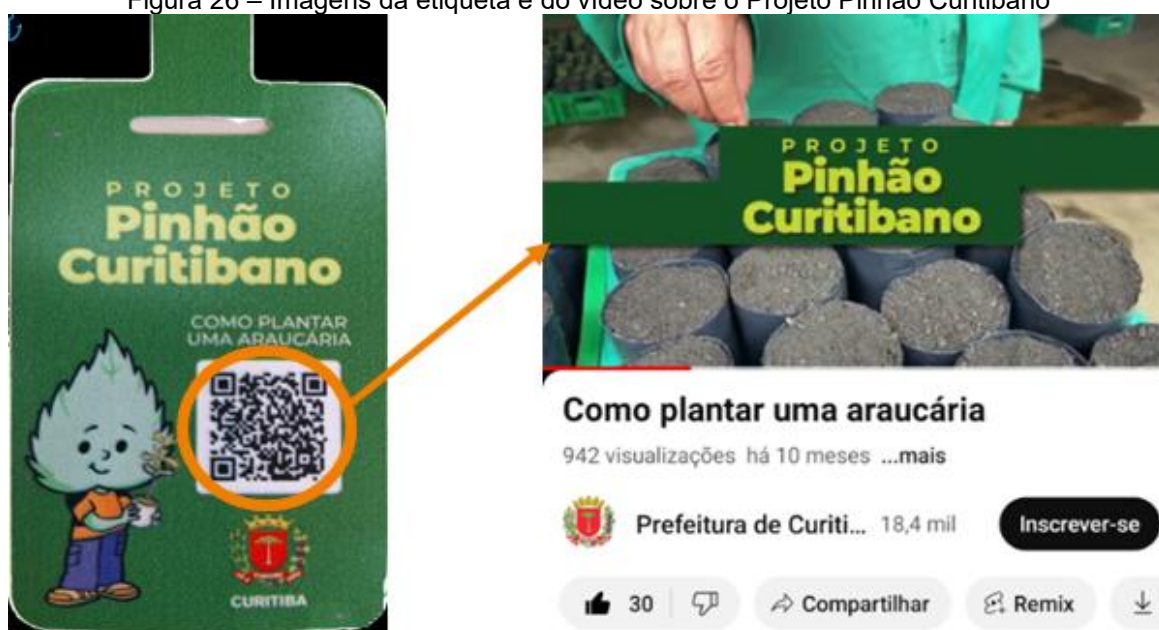 Figura 26 – Imagens da etiqueta e do vídeo sobre o Projeto Pinhão Curitibano
PROJETO
Pinhão
Curitibano
COMO PLANTAR
UMA ARAUCÁRIA
CURITIBA
PROJETO
Pinhão
Curitibano
Como plantar uma araucária
942 visualizações há 10 meses ...mais
Prefeitura de Curiti... 18,4 mil
Inscrever-se
30
Compartilhar
Remix